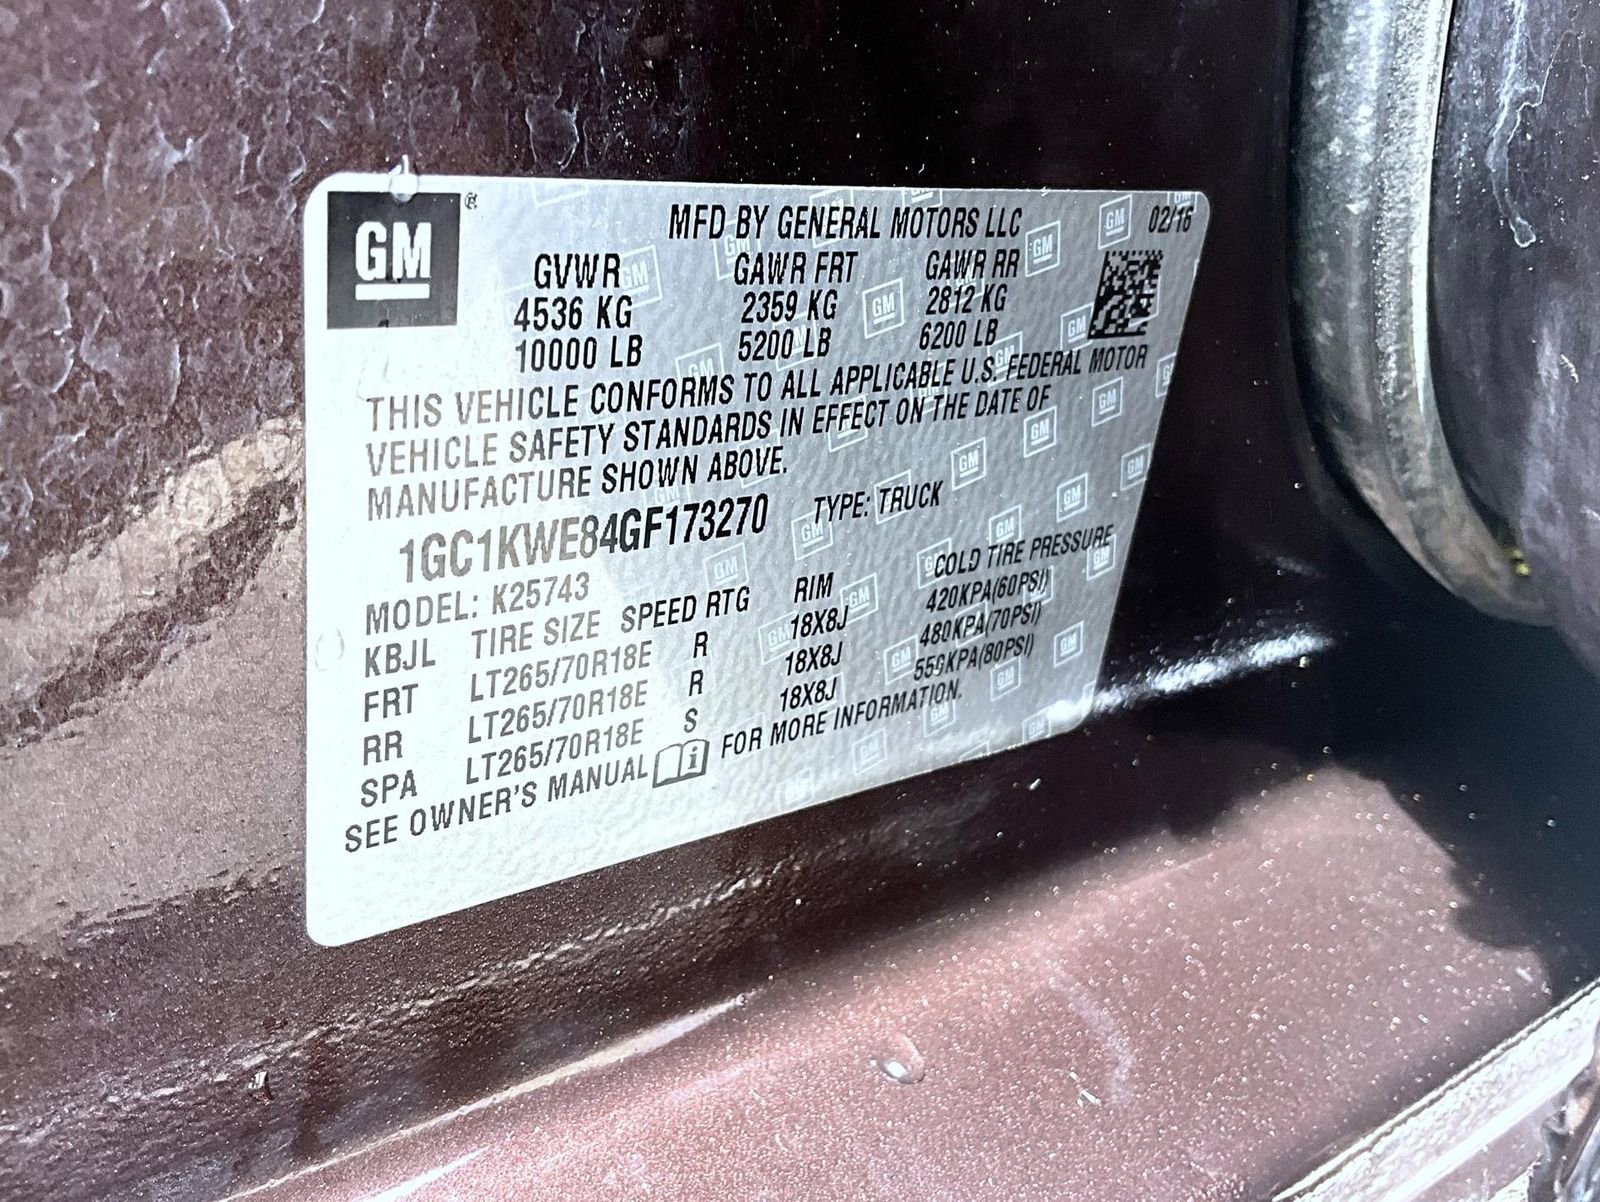 GM®
MFD BY GENERAL MOTORS LLC 02/16
GVWR GAWR FRT GAWR RR
4536 KG 2359 KG 2812 KG
10000 LB 5200 LB 6200 LB
THIS VEHICLE CONFORMS TO ALL APPLICABLE U.S. FEDERAL MOTOR
VEHICLE SAFETY STANDARDS IN EFFECT ON THE DATE OF
MANUFACTURE SHOWN ABOVE.
1GC1KWE84GF173270 TYPE: TRUCK
MODEL: K25743
KBJL TIRE SIZE SPEED RTG RIM COLD TIRE PRESSURE
FRT LT265/70R18E R 18X8J 420KPA(60PSI)
RR LT265/70R18E R 18X8J 480KPA(70PSI)
SPA LT265/70R18E S 18X8J 550KPA(80PSI)
SEE OWNER'S MANUAL FOR MORE INFORMATION.